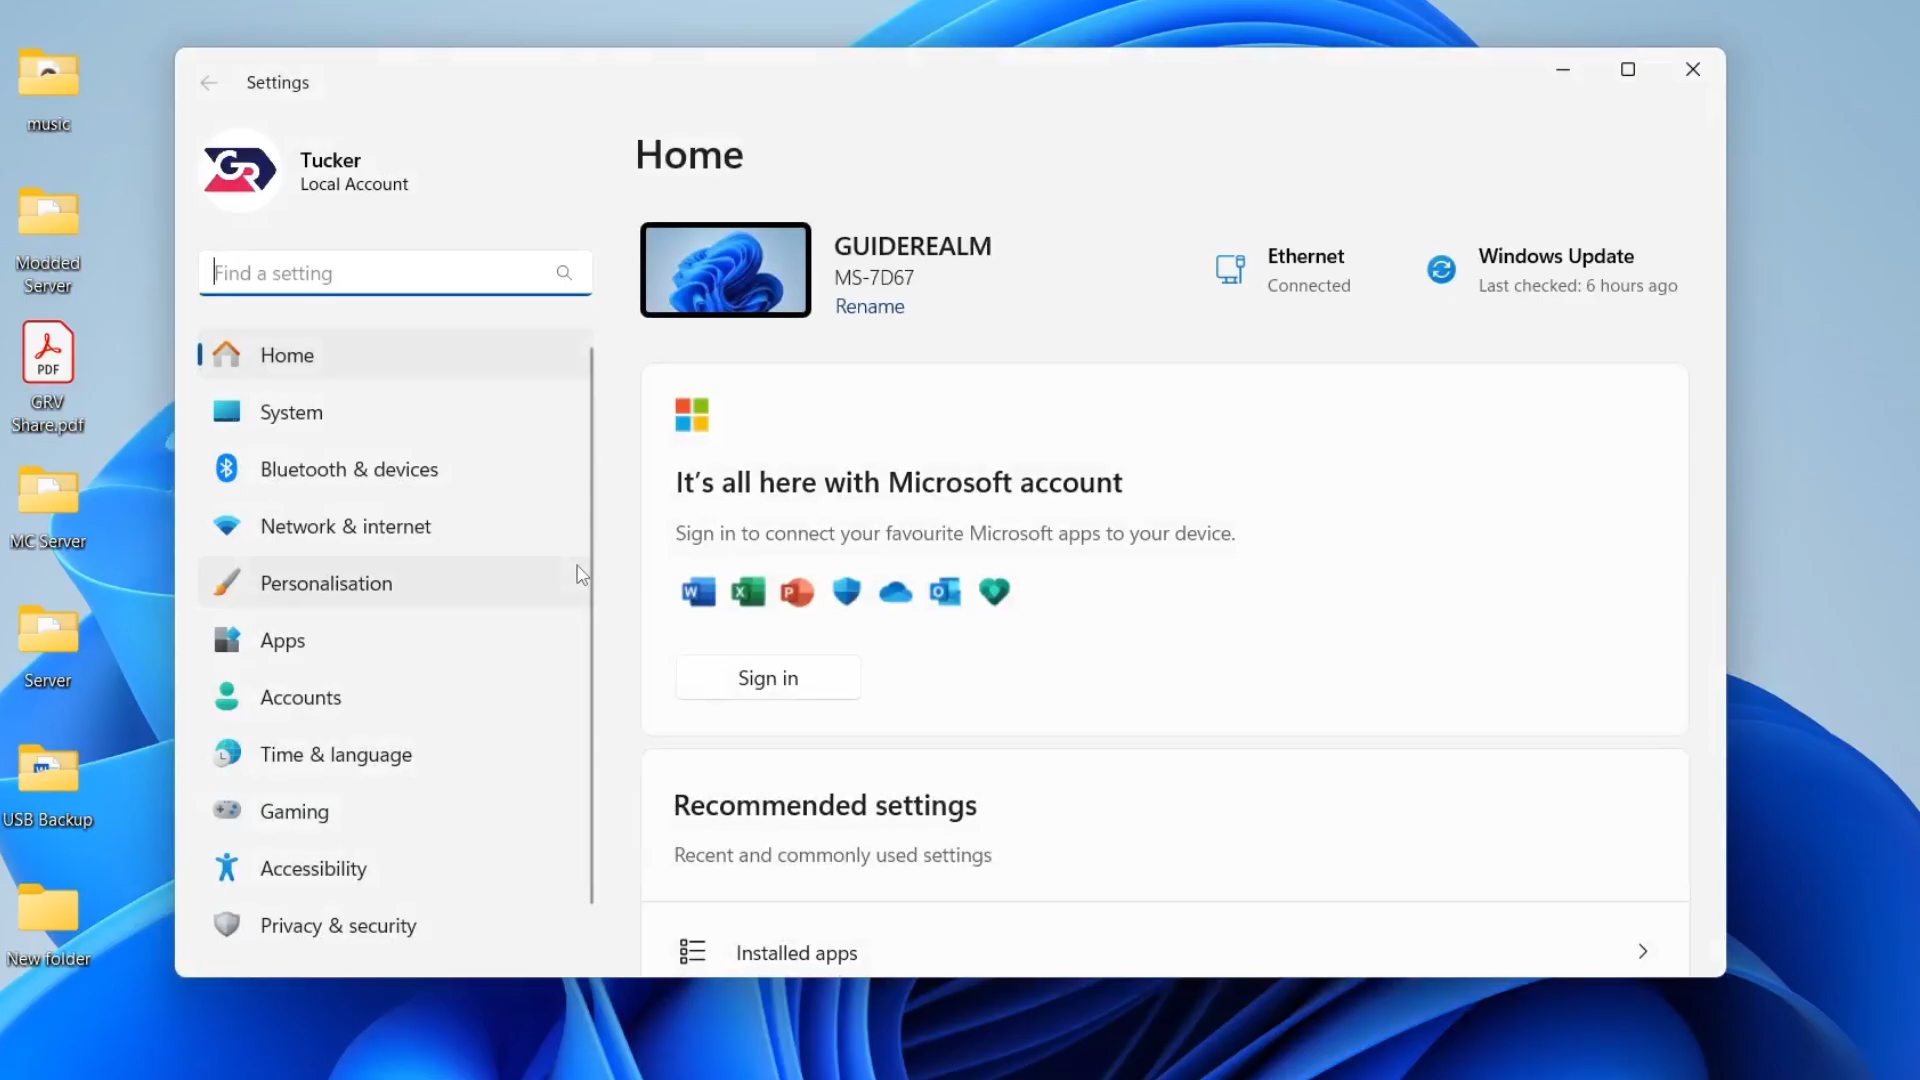 music
Modded
Server
PDF
GRV
Share.pdf
MC Server
Server
USB Backup
New folder
Settings
GR
Tucker
Local Account
Find a setting
Home
System
Bluetooth & devices
Network & internet
Personalisation
Apps
Accounts
Time & language
Gaming
Accessibility
Privacy & security
Home
GUIDEREALM
MS-7D67
Rename
Ethernet
Connected
Windows Update
Last checked: 6 hours ago
It's all here with Microsoft account
Sign in to connect your favourite Microsoft apps to your device.
W X P O
Sign in
Recommended settings
Recent and commonly used settings
Installed apps